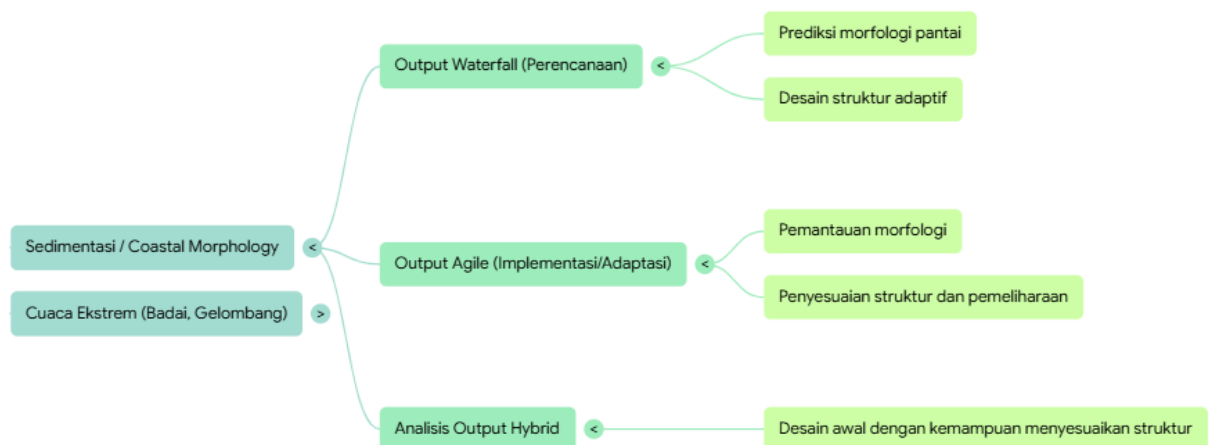 Prediksi morfologi pantai
Output Waterfall (Perencanaan) <
Desain struktur adaptif
Pemantauan morfologi
Sedimentasi / Coastal Morphology <
Output Agile (Implementasi/Adaptasi) <
Penyesuaian struktur dan pemeliharaan
Cuaca Ekstrem (Badai, Gelombang) >
Analisis Output Hybrid <
Desain awal dengan kemampuan menyesuaikan struktur